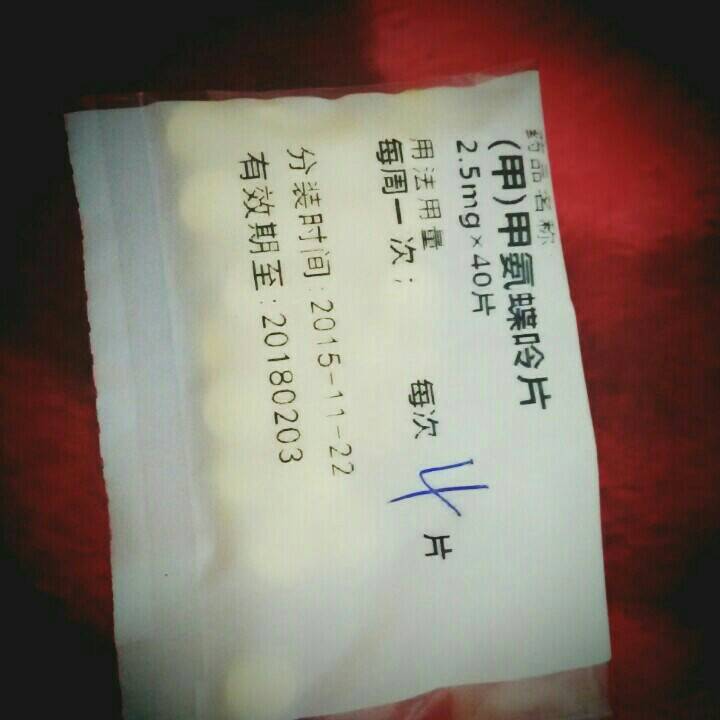 药品名称
(甲)甲氨蝶呤片
2.5mg×40片
用法用量
每周一次; 每次 4 片
分装时间:2015-11-22
有效期至:20180203